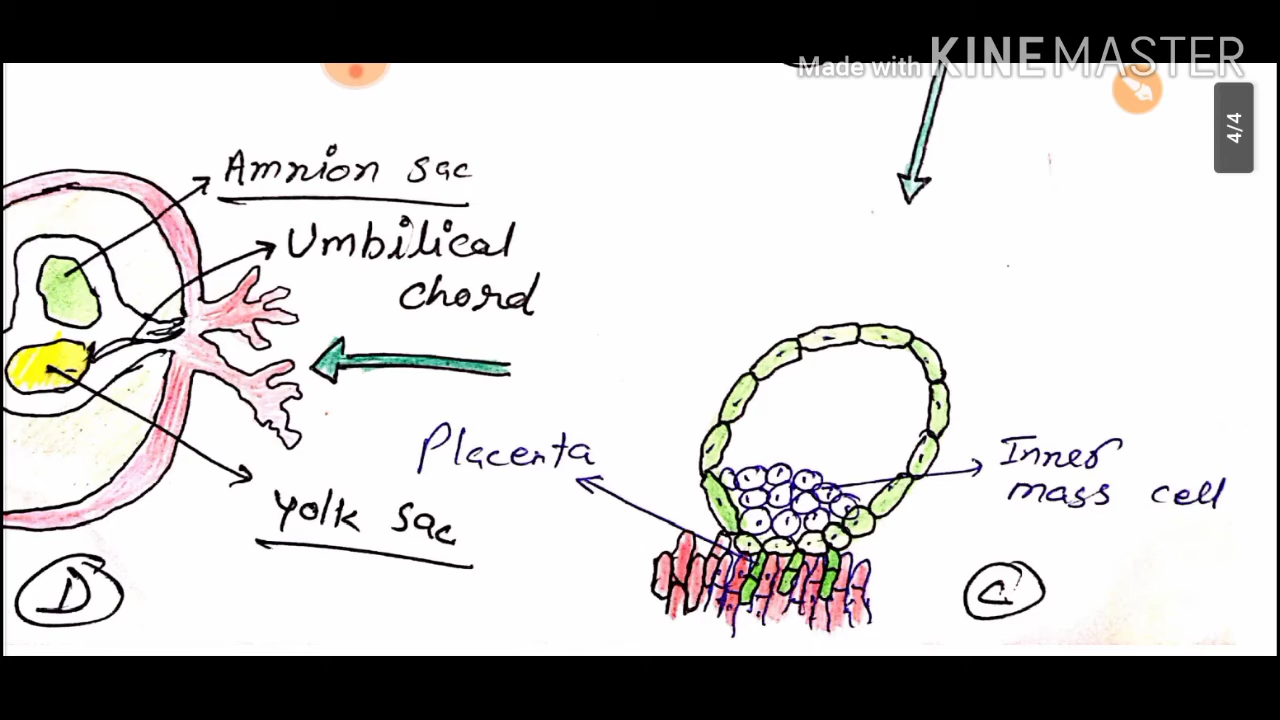 Made with KINEMASTER
4/4
Amnion sac
Umbilical
chord
Placenta
Inner
mass cell
Yolk sac
D
C